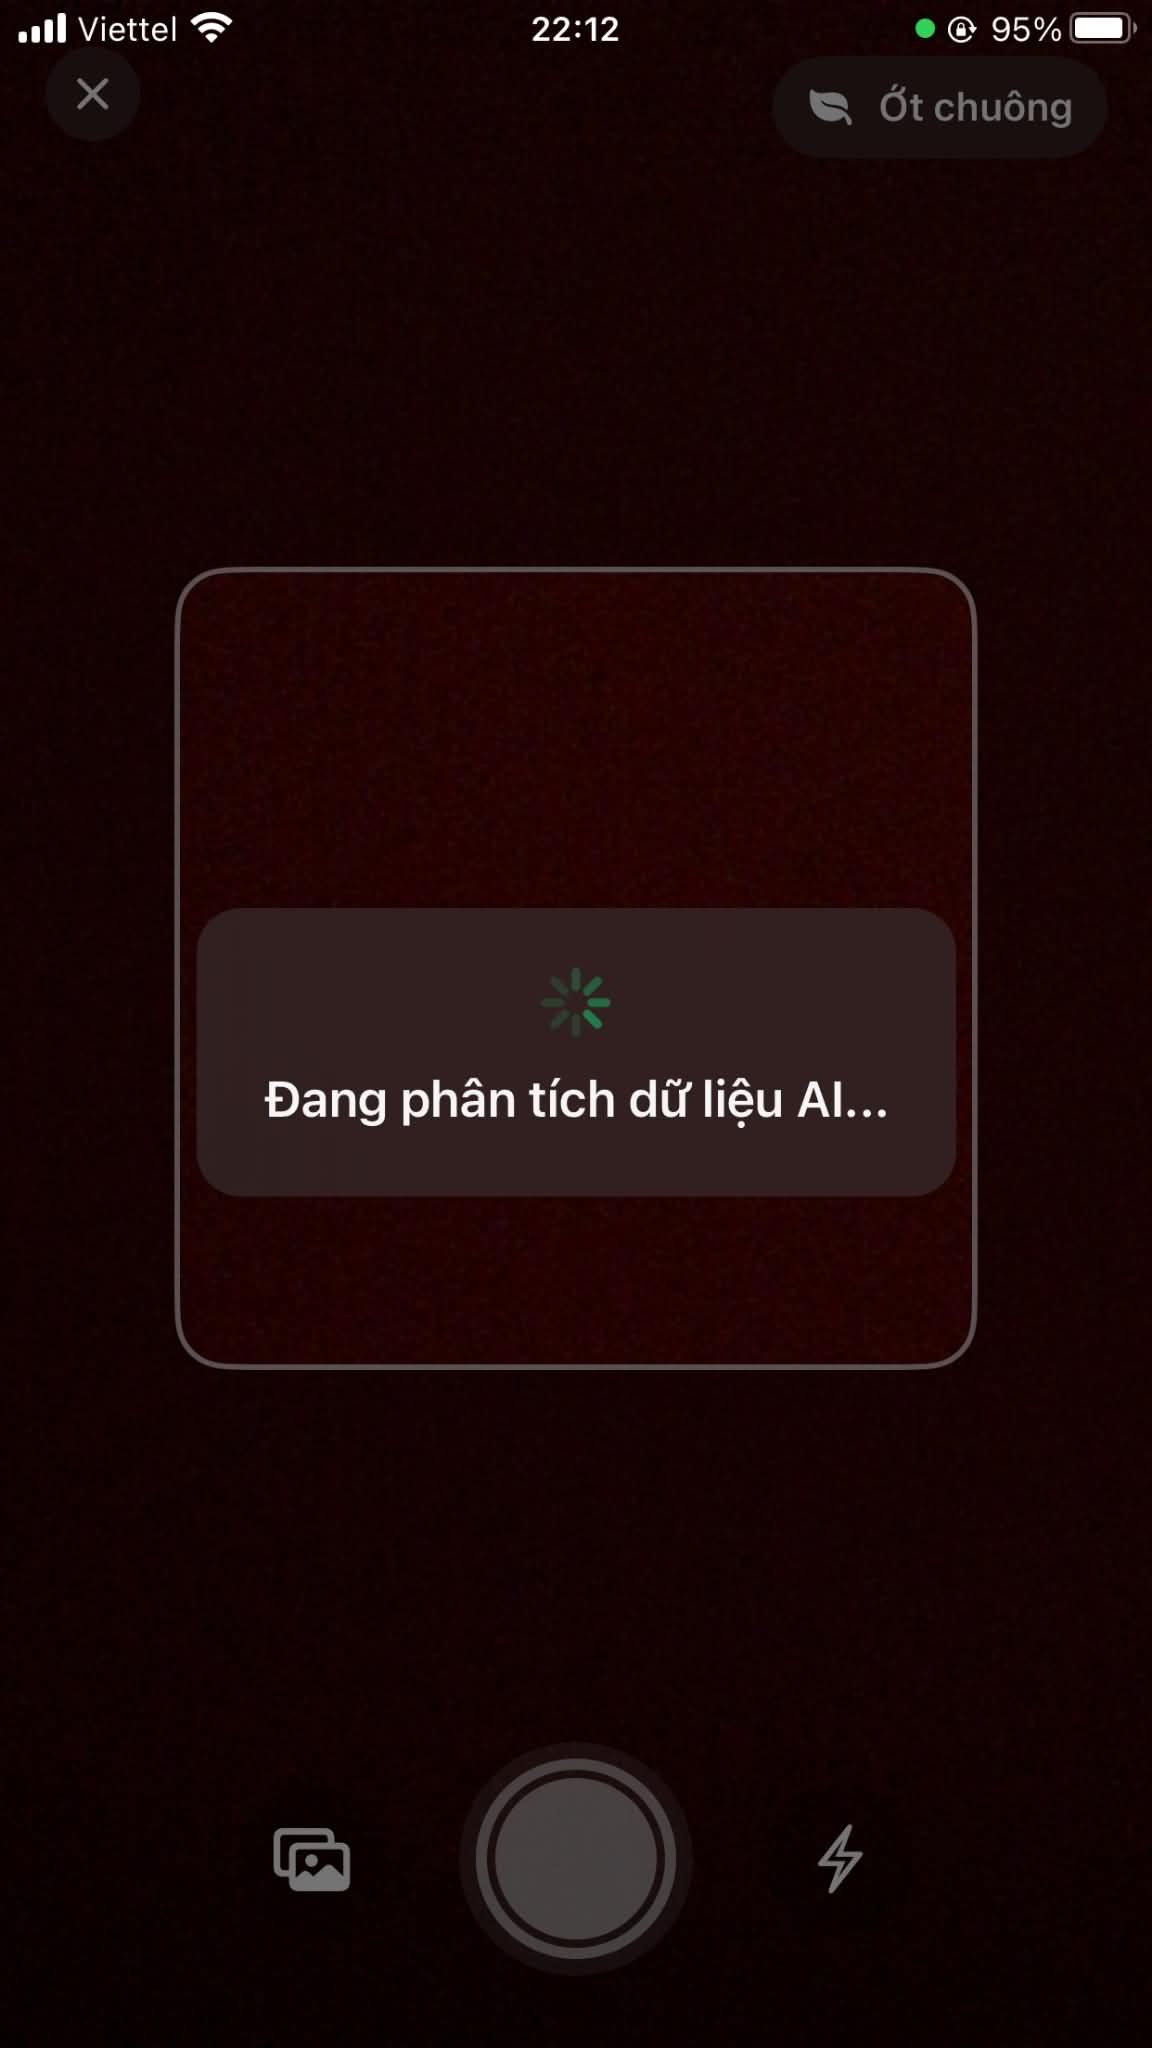 Viettel 22:12 95%
Ớt chuông
Đang phân tích dữ liệu AI...